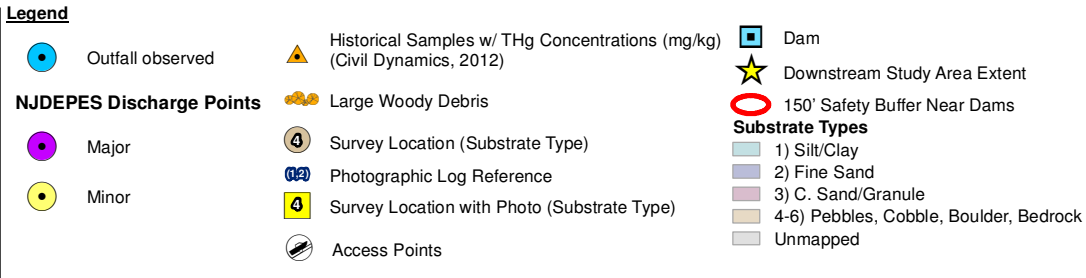 Legend
Outfall observed
NJDEPES Discharge Points
Major
Minor
Historical Samples w/ THg Concentrations (mg/kg)
(Civil Dynamics, 2012)
Large Woody Debris
4
Survey Location (Substrate Type)
(1,2)
Photographic Log Reference
4
Survey Location with Photo (Substrate Type)
Access Points
Dam
Downstream Study Area Extent
150' Safety Buffer Near Dams
Substrate Types
1) Silt/Clay
2) Fine Sand
3) C. Sand/Granule
4-6) Pebbles, Cobble, Boulder, Bedrock
Unmapped